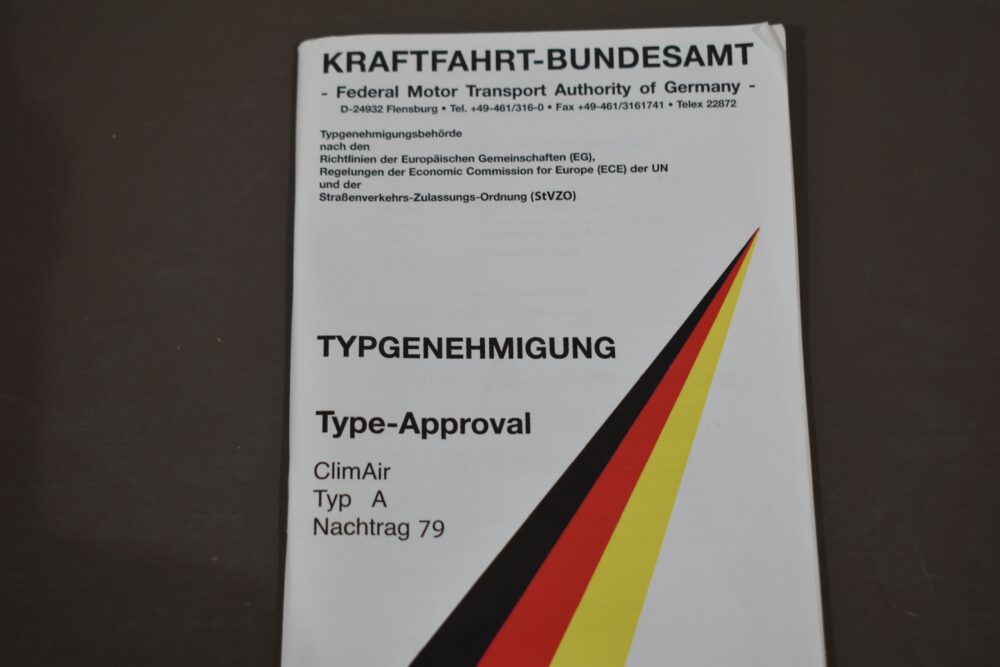 KRAFTFAHRT-BUNDESAMT
- Federal Motor Transport Authority of Germany -
D-24932 Flensburg • Tel. +49-461/316-0 • Fax +49-461/3161741 • Telex 22872
Typgenehmigungsbehörde
nach den
Richtlinien der Europäischen Gemeinschaften (EG),
Regelungen der Economic Commission for Europe (ECE) der UN
und der
Straßenverkehrs-Zulassungs-Ordnung (StVZO)
TYPGENEHMIGUNG
Type-Approval
ClimAir
Typ A
Nachtrag 79